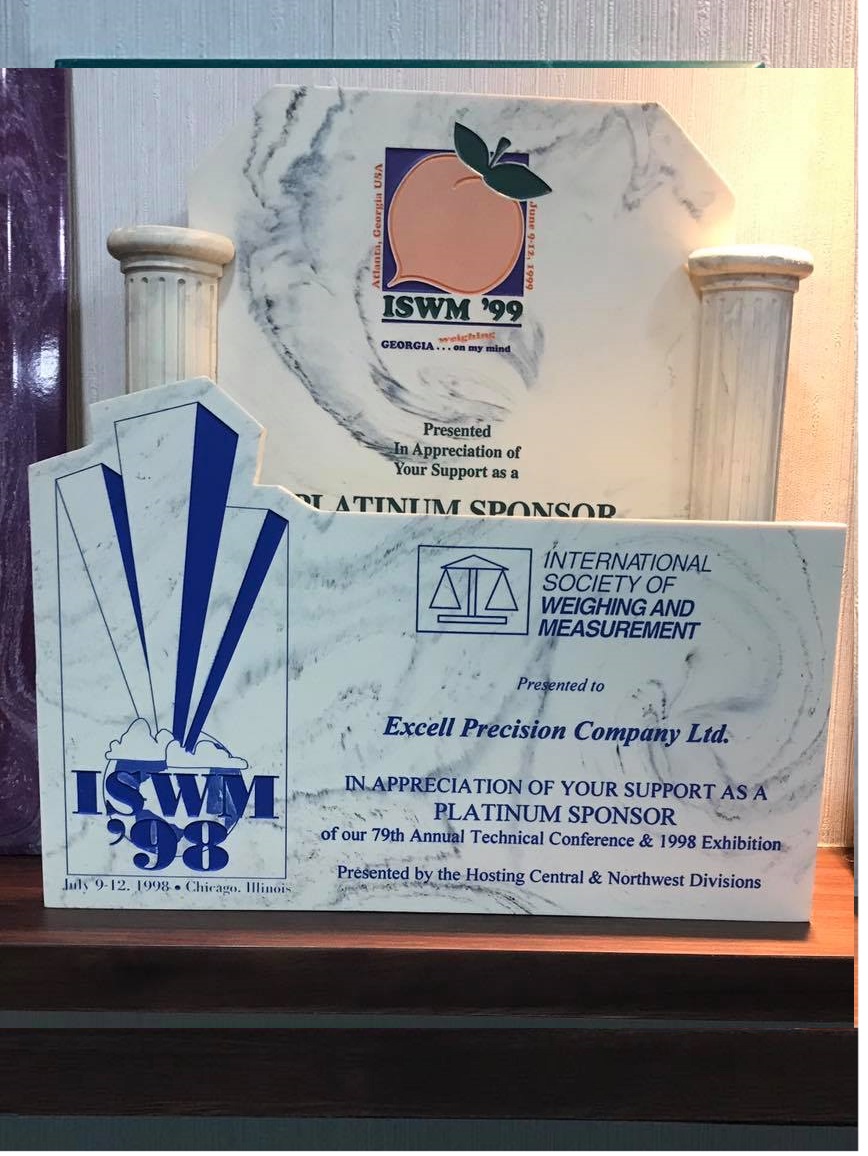 Atlanta, Georgia USA
June 9-12, 1999
ISWM '99
weighing
GEORGIA . . . on my mind
Presented
In Appreciation of
Your Support as a
PLATINUM SPONSOR
INTERNATIONAL
SOCIETY OF
WEIGHING AND
MEASUREMENT
Presented to
Excell Precision Company Ltd.
IN APPRECIATION OF YOUR SUPPORT AS A
PLATINUM SPONSOR
of our 79th Annual Technical Conference & 1998 Exhibition
Presented by the Hosting Central & Northwest Divisions
ISWM
'98
July 9-12, 1998 • Chicago, Illinois